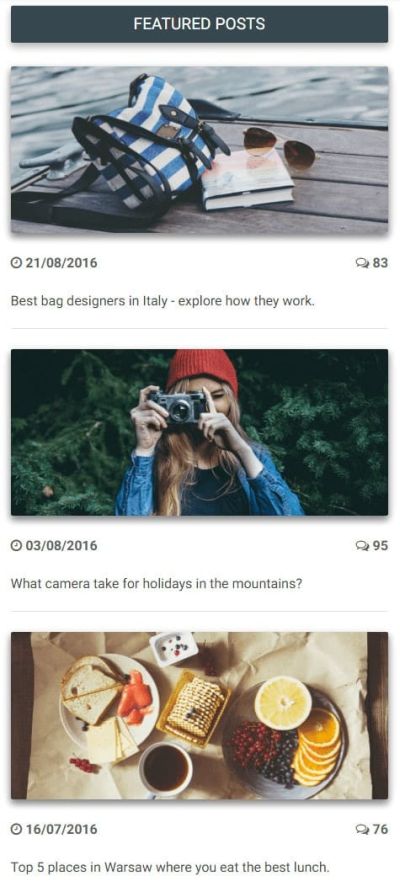 FEATURED POSTS
21/08/2016 83
Best bag designers in Italy - explore how they work.
03/08/2016 95
What camera take for holidays in the mountains?
16/07/2016 76
Top 5 places in Warsaw where you eat the best lunch.